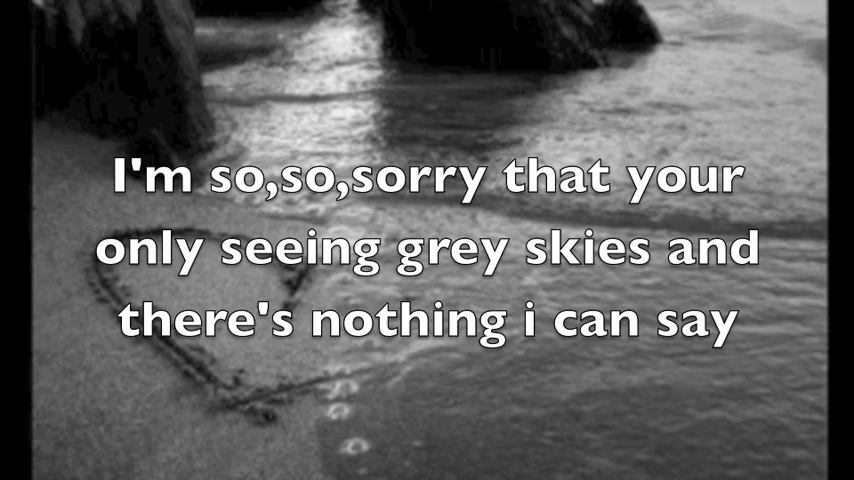 I'm so,so,sorry that your
only seeing grey skies and
there's nothing i can say